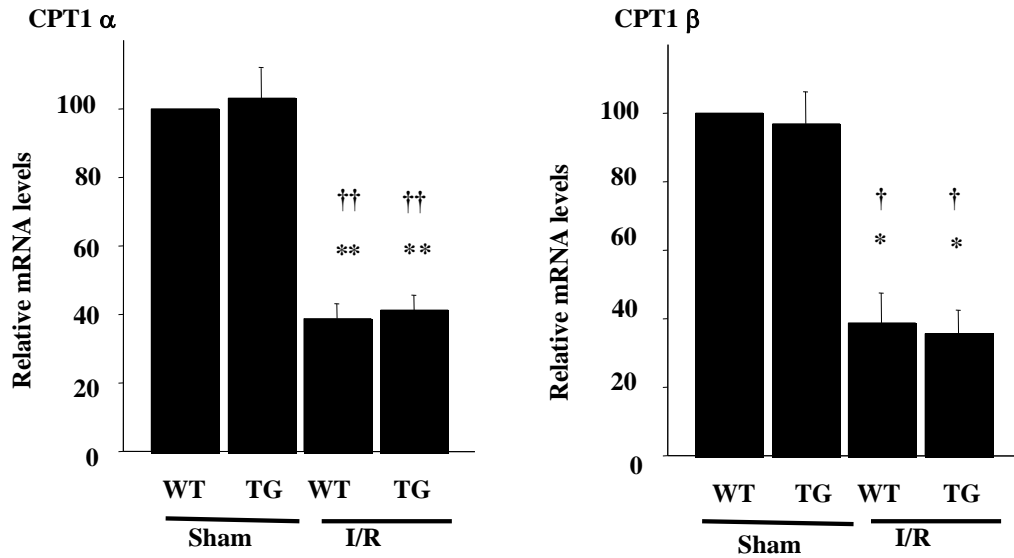 CPT1 α
Relative mRNA levels
100
80
60
40
20
0
††
††
**
**
WT TG WT TG
Sham I/R
CPT1 β
Relative mRNA levels
100
80
60
40
20
0
† †
* *
WT TG WT TG
Sham I/R